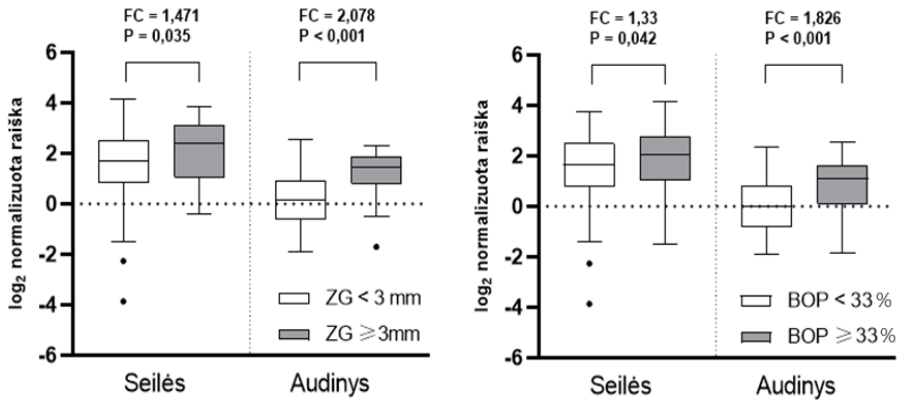 FC = 1,471
P = 0,035
FC = 2,078
P < 0,001
log2 normalizuota raiška
6
4
2
0
-2
-4
-6
ZG < 3 mm
ZG ⩾3mm
Seilės
Audinys
FC = 1,33
P = 0,042
FC = 1,826
P < 0,001
log2 normalizuota raiška
6
4
2
0
-2
-4
-6
BOP < 33 %
BOP ⩾ 33 %
Seilės
Audinys